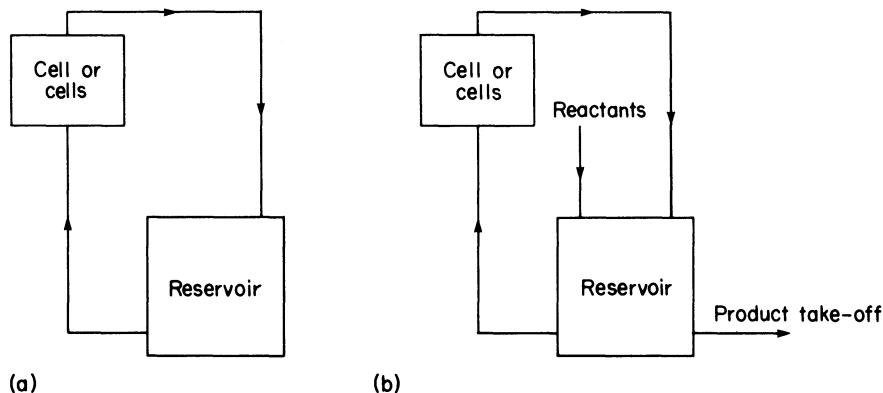 Cell or
cells
Reservoir
(a)
Cell or
cells
Reactants
Reservoir
Product take-off
(b)